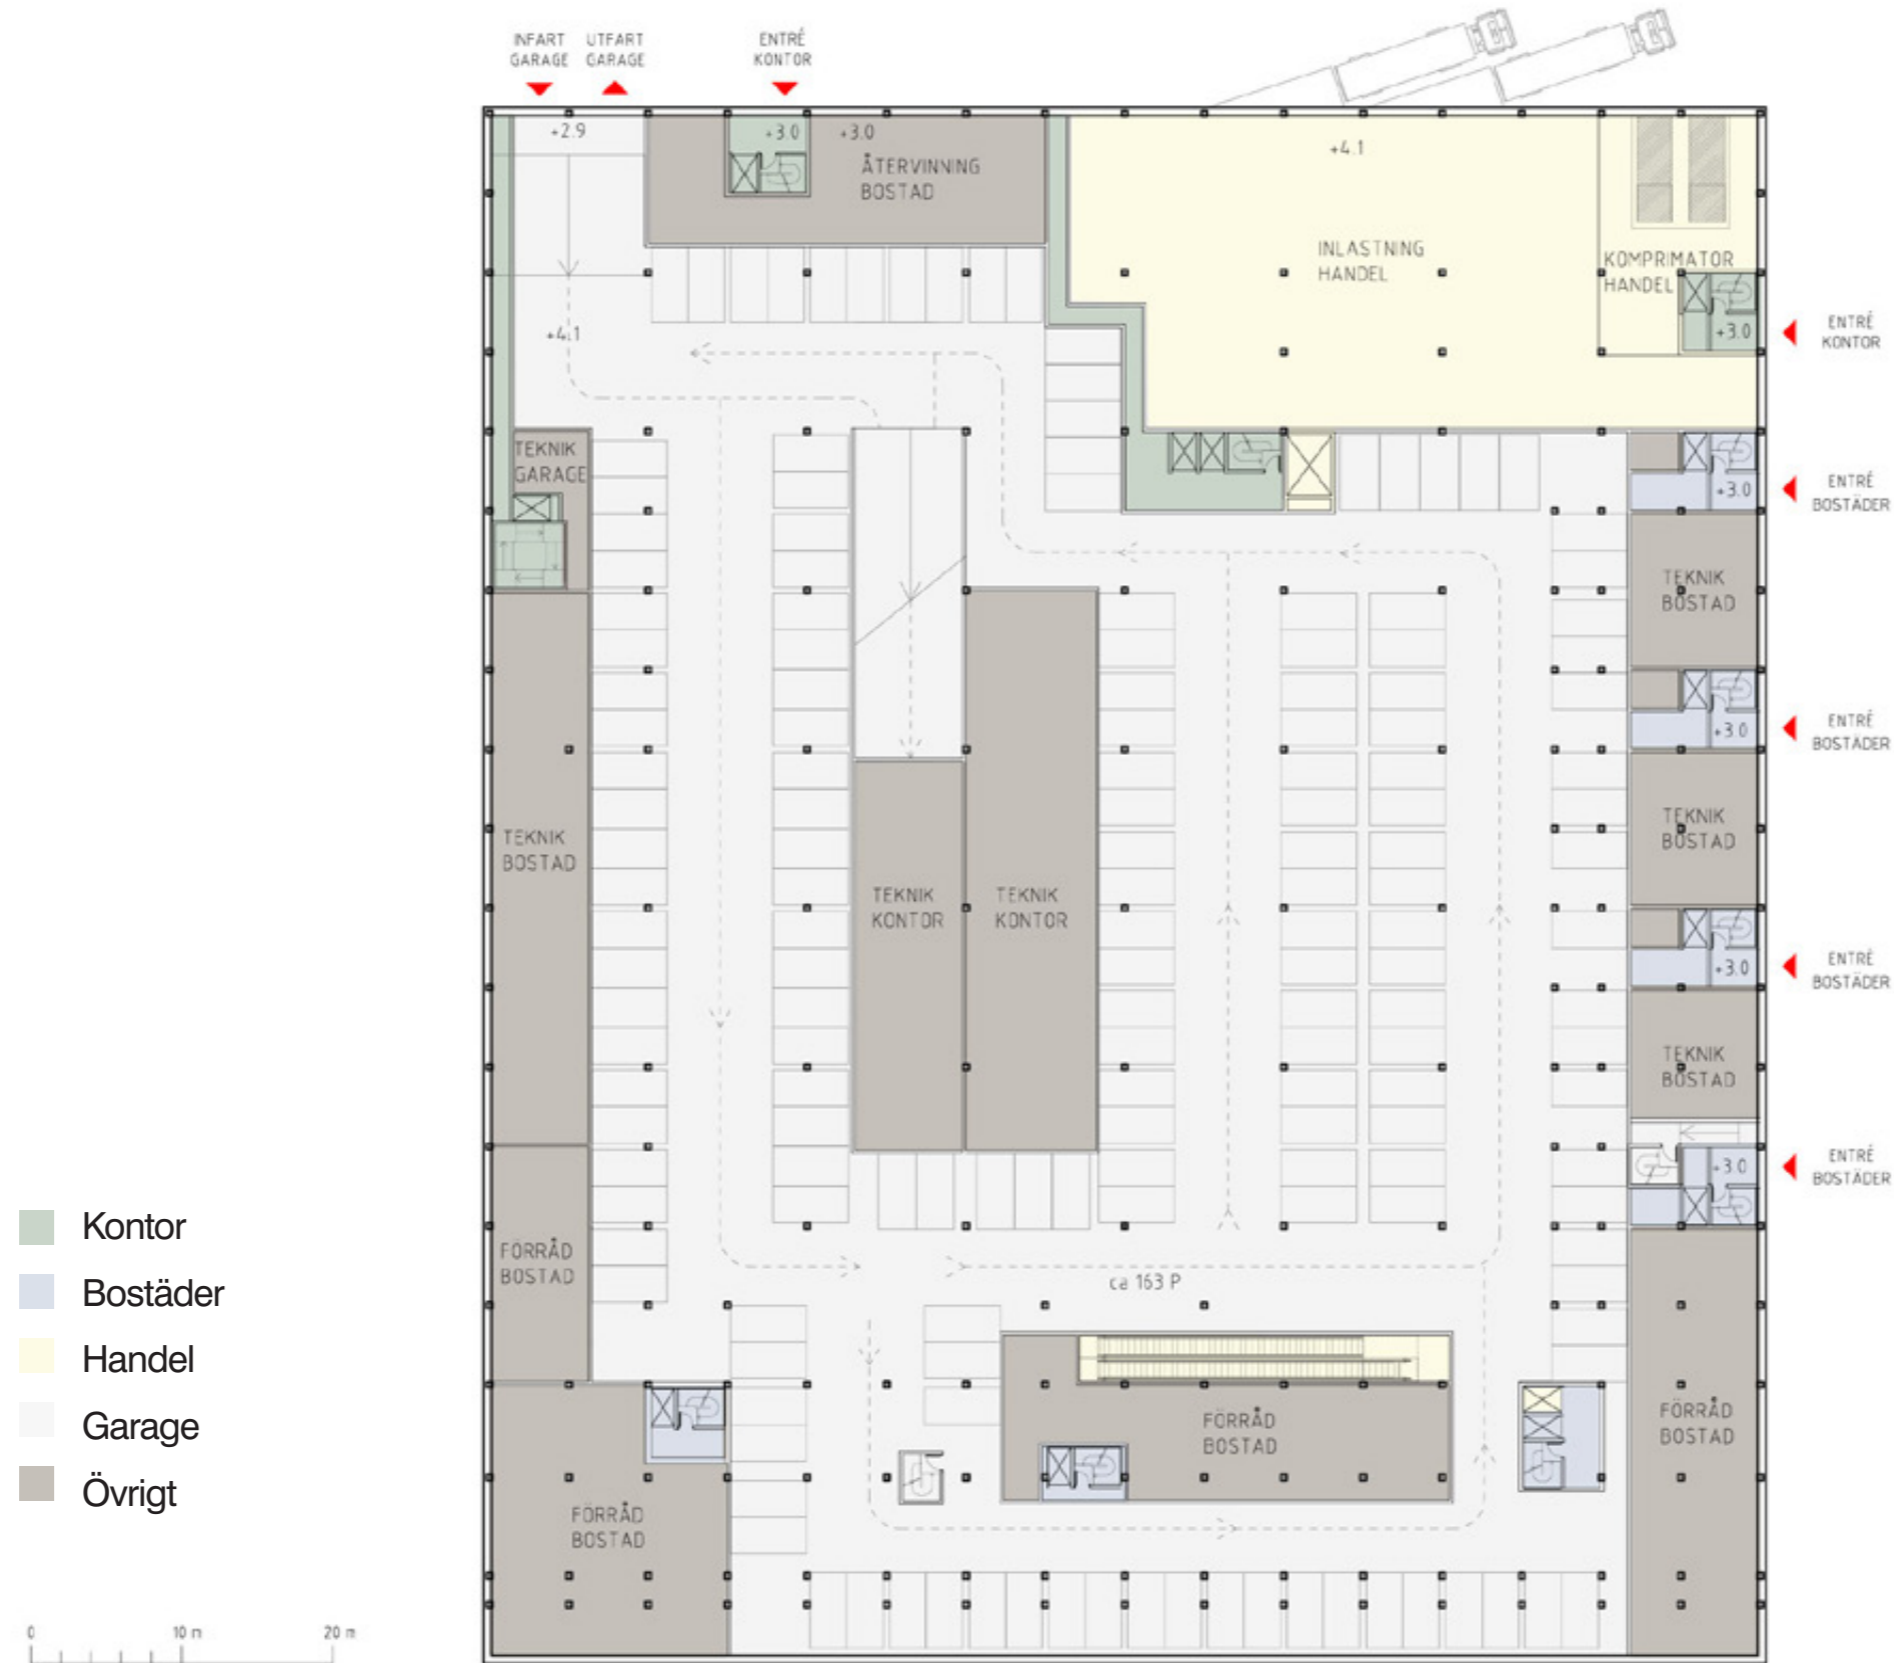 INFART
GARAGE
UTFART
GARAGE
ENTRÉ
KONTOR
+2.9
+3.0
+3.0
ÅTERVINNING
BOSTAD
+4.1
INLASTNING
HANDEL
KOMPRIMATOR
HANDEL
+3.0
ENTRÉ
KONTOR
+4.1
TEKNIK
GARAGE
+3.0
ENTRÉ
BOSTÄDER
TEKNIK
BOSTAD
+3.0
ENTRÉ
BOSTÄDER
TEKNIK
BOSTAD
TEKNIK
BOSTAD
TEKNIK
KONTOR
TEKNIK
KONTOR
+3.0
ENTRÉ
BOSTÄDER
TEKNIK
BOSTAD
+3.0
ENTRÉ
BOSTÄDER
FÖRRÅD
BOSTAD
ca 163 P
FÖRRÅD
BOSTAD
FÖRRÅD
BOSTAD
FÖRRÅD
BOSTAD
Kontor
Bostäder
Handel
Garage
Övrigt
0 10 m 20 m